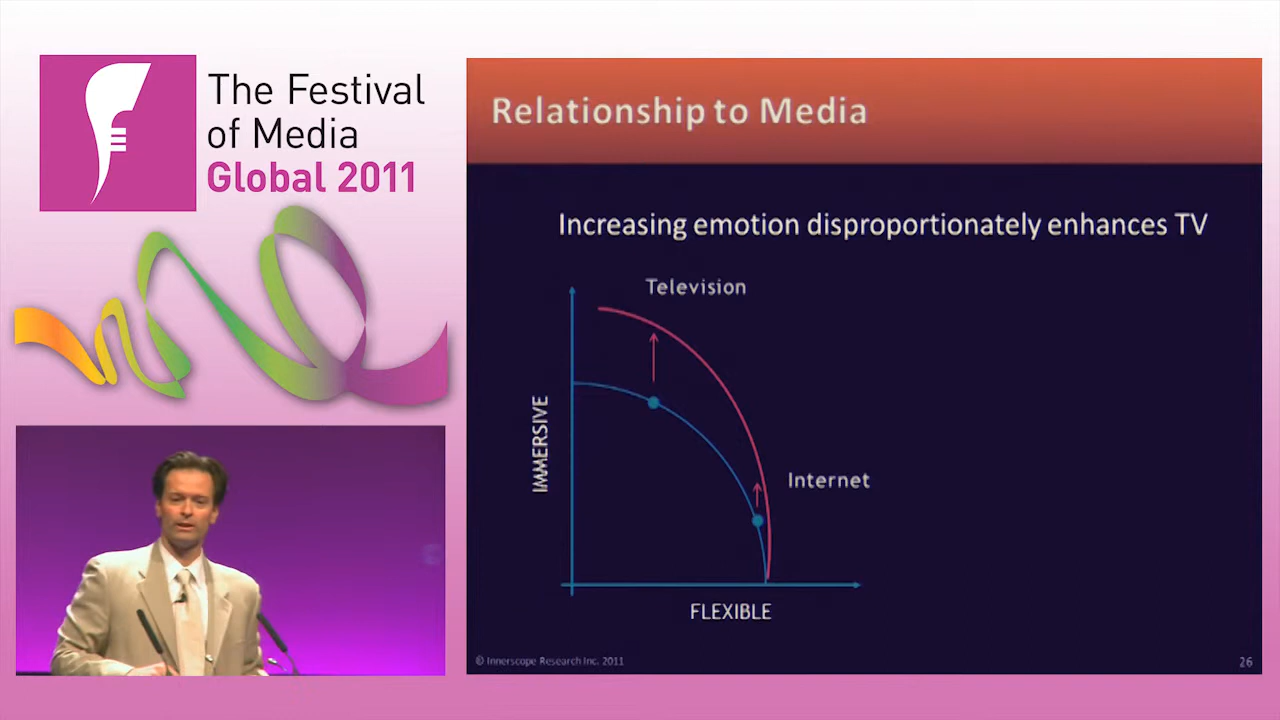 The Festival
of Media
Global 2011
Relationship to Media
Increasing emotion disproportionately enhances TV
Television
IMMERSIVE
Internet
FLEXIBLE
© Innerscope Research Inc. 2011
26